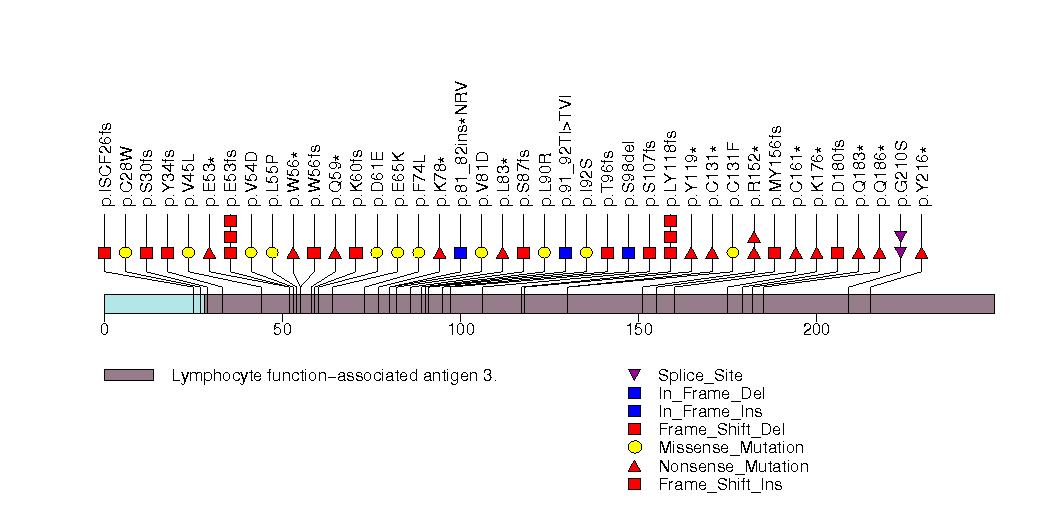 p.ISCF26fs
p.C28W
p.S30fs
p.Y34fs
p.V45L
p.E53*
p.E53fs
p.V54D
p.L55P
p.W56*
p.W56fs
p.Q59*
p.K60fs
p.D61E
p.E65K
p.F74L
p.K78*
p.81_82ins*NRV
p.V81D
p.L83*
p.S87fs
p.L90R
p.91_92TI>TVI
p.I92S
p.T96fs
p.S98del
p.S107fs
p.LY118fs
p.Y119*
p.C131*
p.C131F
p.R152*
p.MY156fs
p.C161*
p.K176*
p.D180fs
p.Q183*
p.Q186*
p.G210S
p.Y216*
0 50 100 150 200
Lymphocyte function-associated antigen 3.
Splice_Site
In_Frame_Del
In_Frame_Ins
Frame_Shift_Del
Missense_Mutation
Nonsense_Mutation
Frame_Shift_Ins